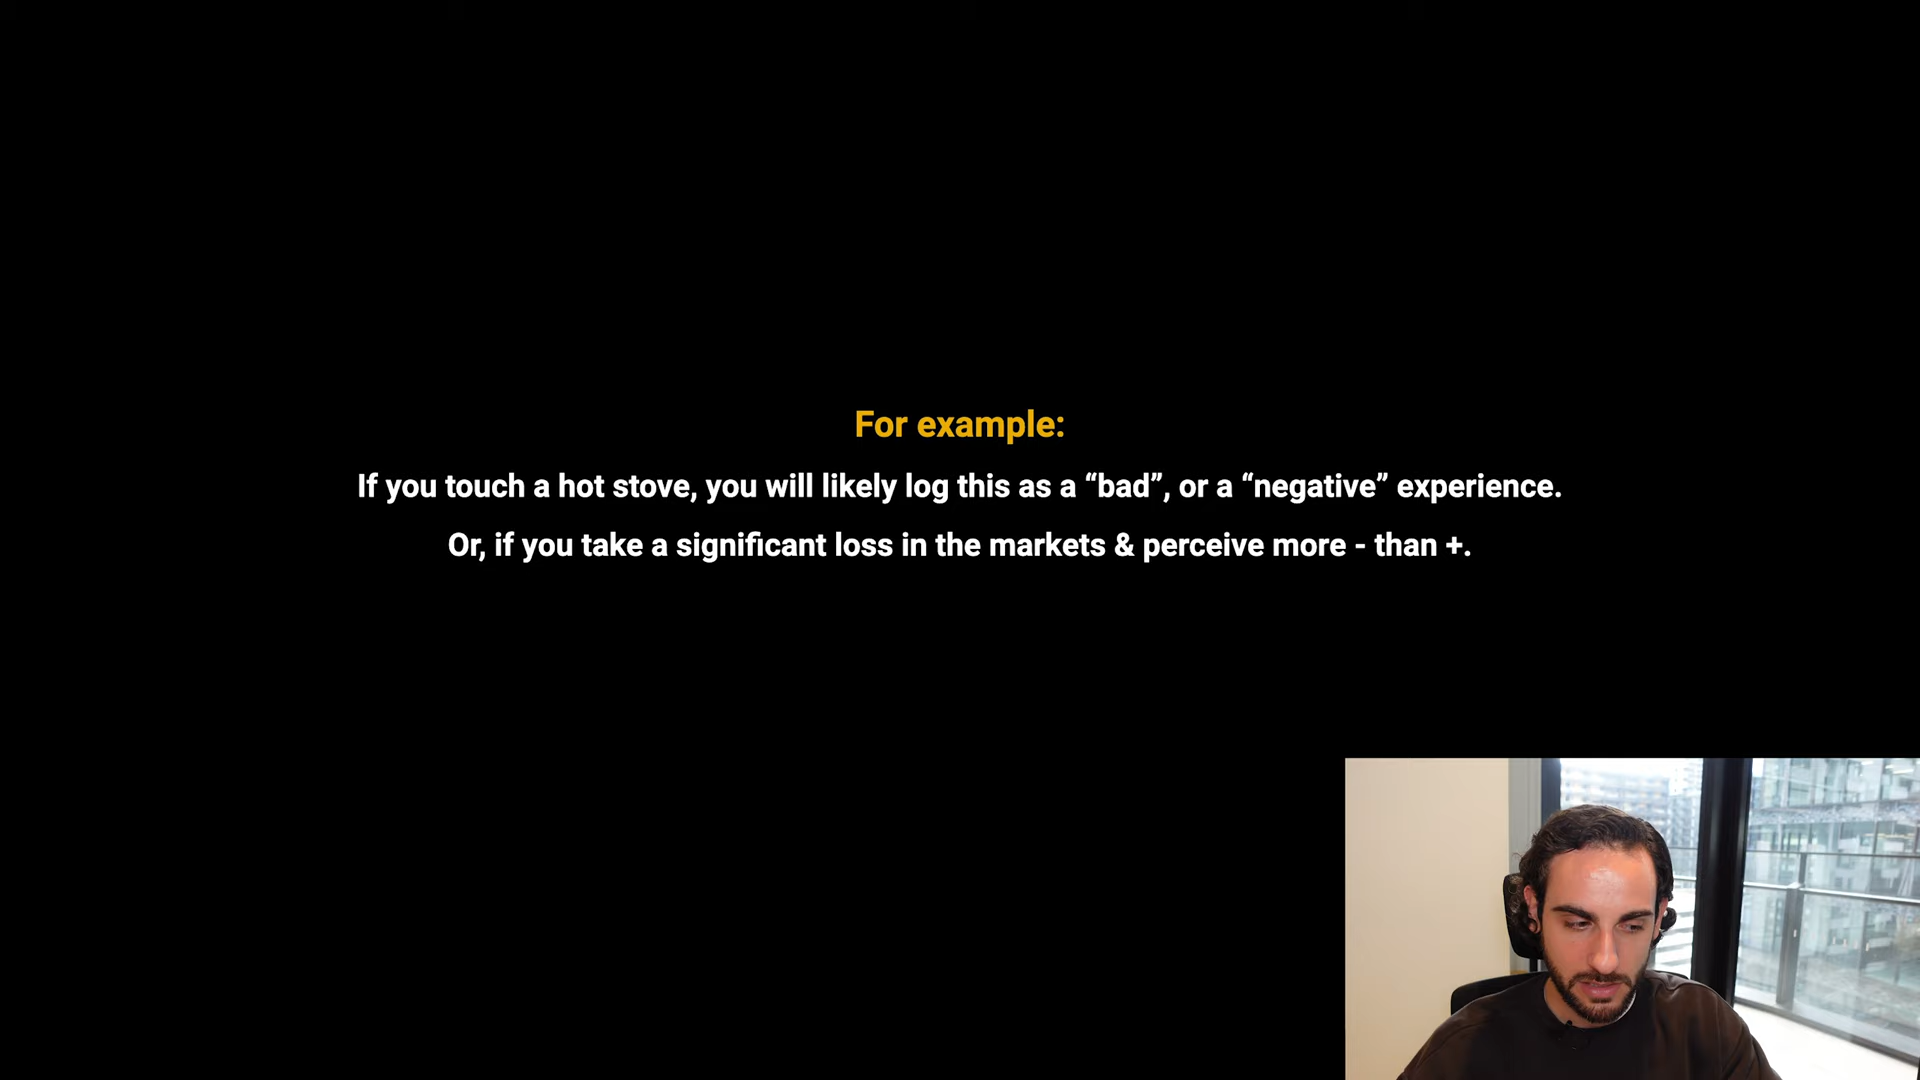 For example:
If you touch a hot stove, you will likely log this as a “bad”, or a “negative” experience.
Or, if you take a significant loss in the markets & perceive more - than +.